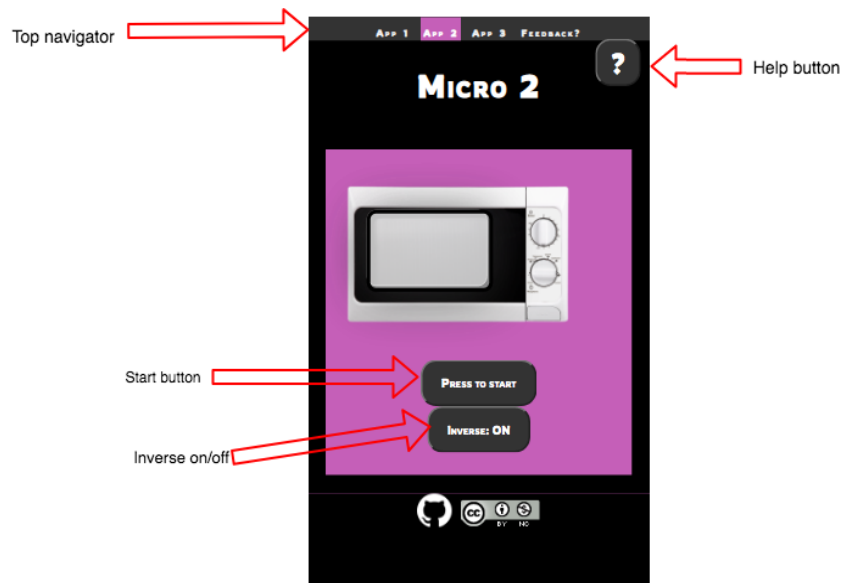 Top navigator
App 1 App 2 App 3 Feedback?
?
Help button
Micro 2
Start button
Press to start
Inverse on/off
Inverse: ON
cc
BY NC